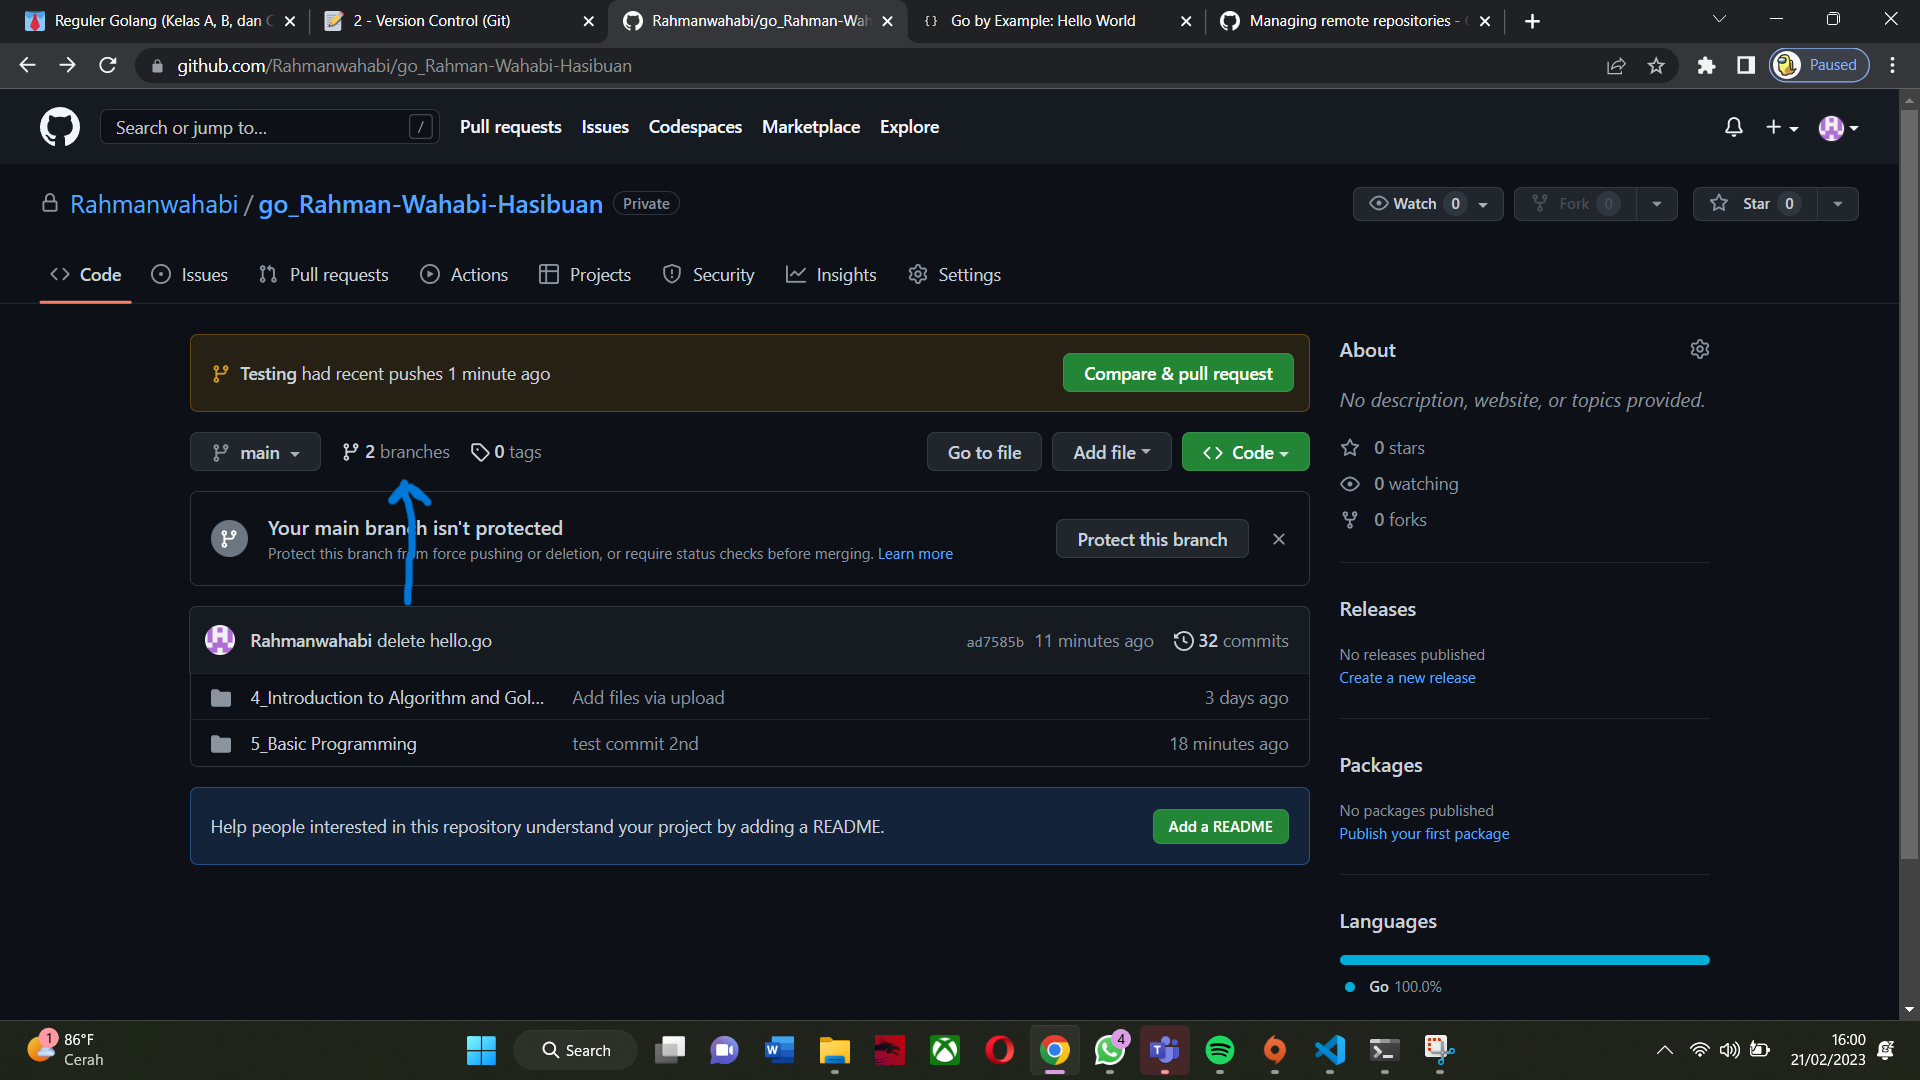 Reguler Golang (Kelas A, B, dan
2 - Version Control (Git)
Rahmanwahabi/go_Rahman-Wah
Go by Example: Hello World
Managing remote repositories -
github.com/Rahmanwahabi/go_Rahman-Wahabi-Hasibuan
Paused
Search or jump to...
/
Pull requests
Issues
Codespaces
Marketplace
Explore
Rahmanwahabi / go_Rahman-Wahabi-Hasibuan
Private
Watch 0
Fork 0
Star 0
Code
Issues
Pull requests
Actions
Projects
Security
Insights
Settings
Testing had recent pushes 1 minute ago
Compare & pull request
main
2 branches
0 tags
Go to file
Add file
Code
Your main branch isn't protected
Protect this branch from force pushing or deletion, or require status checks before merging. Learn more
Protect this branch
Rahmanwahabi delete hello.go
ad7585b 11 minutes ago
32 commits
4_Introduction to Algorithm and Gol...
Add files via upload
3 days ago
5_Basic Programming
test commit 2nd
18 minutes ago
Help people interested in this repository understand your project by adding a README.
Add a README
About
No description, website, or topics provided.
0 stars
0 watching
0 forks
Releases
No releases published
Create a new release
Packages
No packages published
Publish your first package
Languages
Go 100.0%
1
86°F
Cerah
Search
4
16:00
21/02/2023